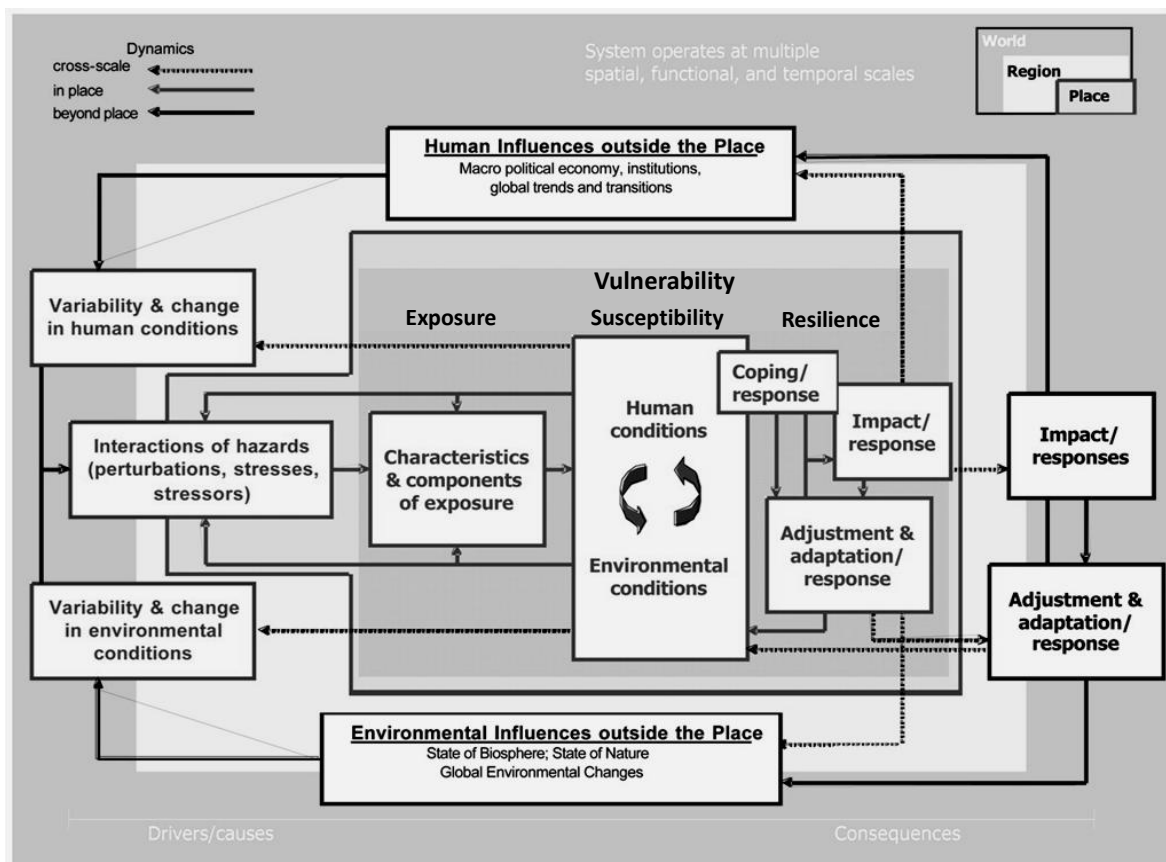 Dynamics
cross-scale
in place
beyond place
System operates at multiple
spatial, functional, and temporal scales
World
Region
Place
Human Influences outside the Place
Macro political economy, institutions,
global trends and transitions
Vulnerability
Exposure
Susceptibility
Resilience
Variability & change
in human conditions
Interactions of hazards
(perturbations, stresses,
stressors)
Variability & change
in environmental
conditions
Characteristics
& components
of exposure
Human
conditions
Environmental
conditions
Coping/
response
Impact/
response
Adjustment &
adaptation/
response
Impact/
responses
Adjustment &
adaptation/
response
Environmental Influences outside the Place
State of Biosphere; State of Nature
Global Environmental Changes
Drivers/causes
Consequences